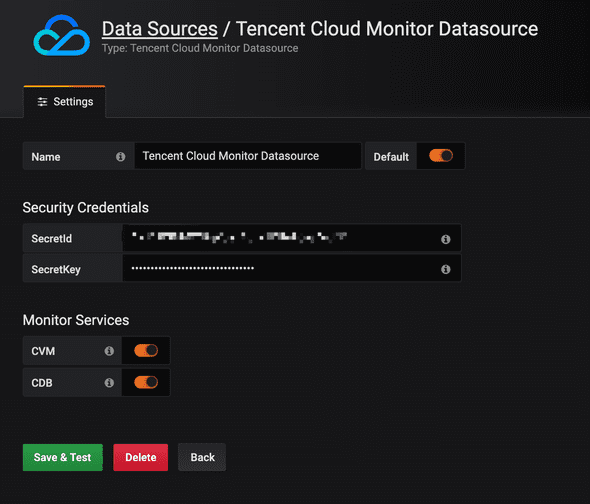 Data Sources / Tencent Cloud Monitor Datasource
Type: Tencent Cloud Monitor Datasource
Settings
Name Tencent Cloud Monitor Datasource Default
Security Credentials
SecretId
SecretKey ••••••••••••••••••••••••••••••••
Monitor Services
CVM
CDB
Save & Test Delete Back